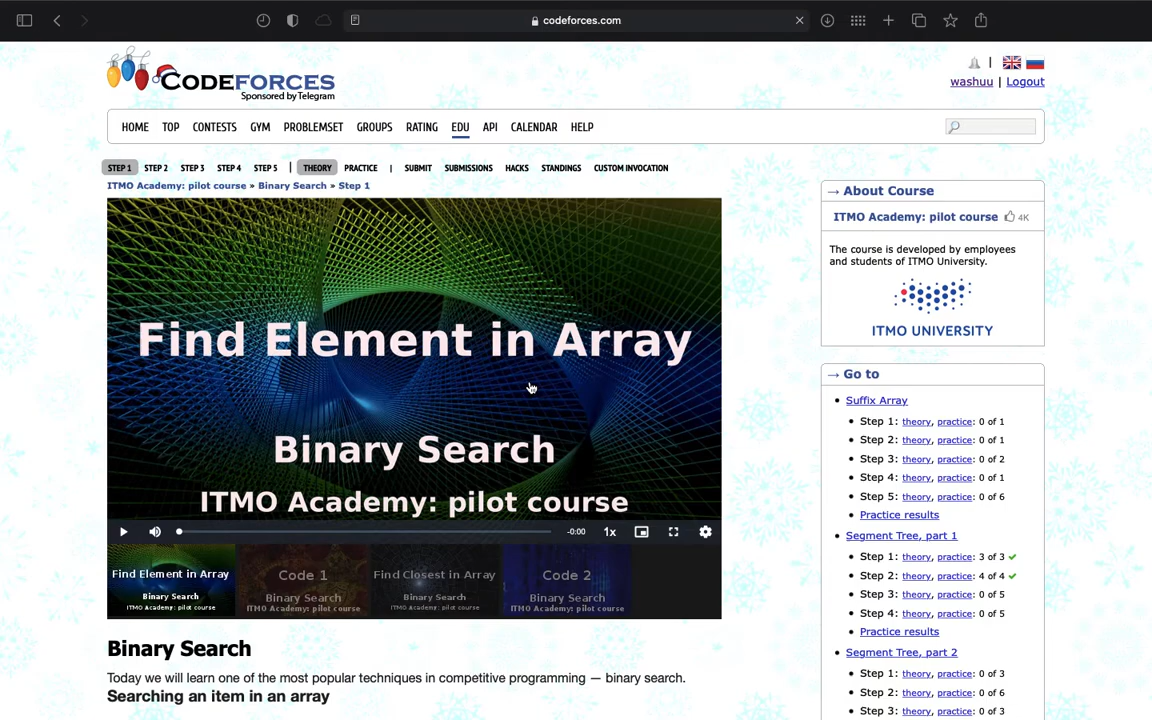 codeforces.com
CODEFORCES
Sponsored by Telegram
washuu | Logout
HOME TOP CONTESTS GYM PROBLEMSET GROUPS RATING EDU API CALENDAR HELP
STEP 1 STEP 2 STEP 3 STEP 4 STEP 5 | THEORY PRACTICE | SUBMIT SUBMISSIONS HACKS STANDINGS CUSTOM INVOCATION
ITMO Academy: pilot course » Binary Search » Step 1
Find Element in Array
Binary Search
ITMO Academy: pilot course
-0:00 1x
Find Element in Array
Binary Search
ITMO Academy: pilot course
Code 1
Binary Search
ITMO Academy: pilot course
Find Closest in Array
Binary Search
ITMO Academy: pilot course
Code 2
Binary Search
ITMO Academy: pilot course
Binary Search
Today we will learn one of the most popular techniques in competitive programming — binary search.
Searching an item in an array
→ About Course
ITMO Academy: pilot course 4K
The course is developed by employees
and students of ITMO University.
ITMO UNIVERSITY
→ Go to
Suffix Array
Step 1: theory, practice: 0 of 1
Step 2: theory, practice: 0 of 1
Step 3: theory, practice: 0 of 2
Step 4: theory, practice: 0 of 1
Step 5: theory, practice: 0 of 6
Practice results
Segment Tree, part 1
Step 1: theory, practice: 3 of 3
Step 2: theory, practice: 4 of 4
Step 3: theory, practice: 0 of 5
Step 4: theory, practice: 0 of 5
Practice results
Segment Tree, part 2
Step 1: theory, practice: 0 of 3
Step 2: theory, practice: 0 of 6
Step 3: theory, practice: 0 of 3